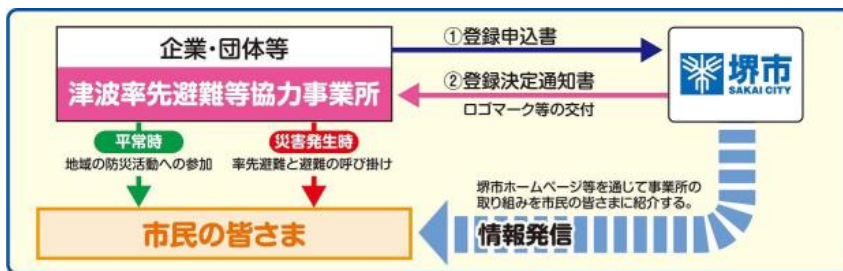 企業・団体等
津波率先避難等協力事業所
①登録申込書
②登録決定通知書
ロゴマーク等の交付
堺市
SAKAI CITY
平常時
地域の防災活動への参加
災害発生時
率先避難と避難の呼び掛け
堺市ホームページ等を通じて事業所の
取り組みを市民の皆さまに紹介する。
市民の皆さま
情報発信